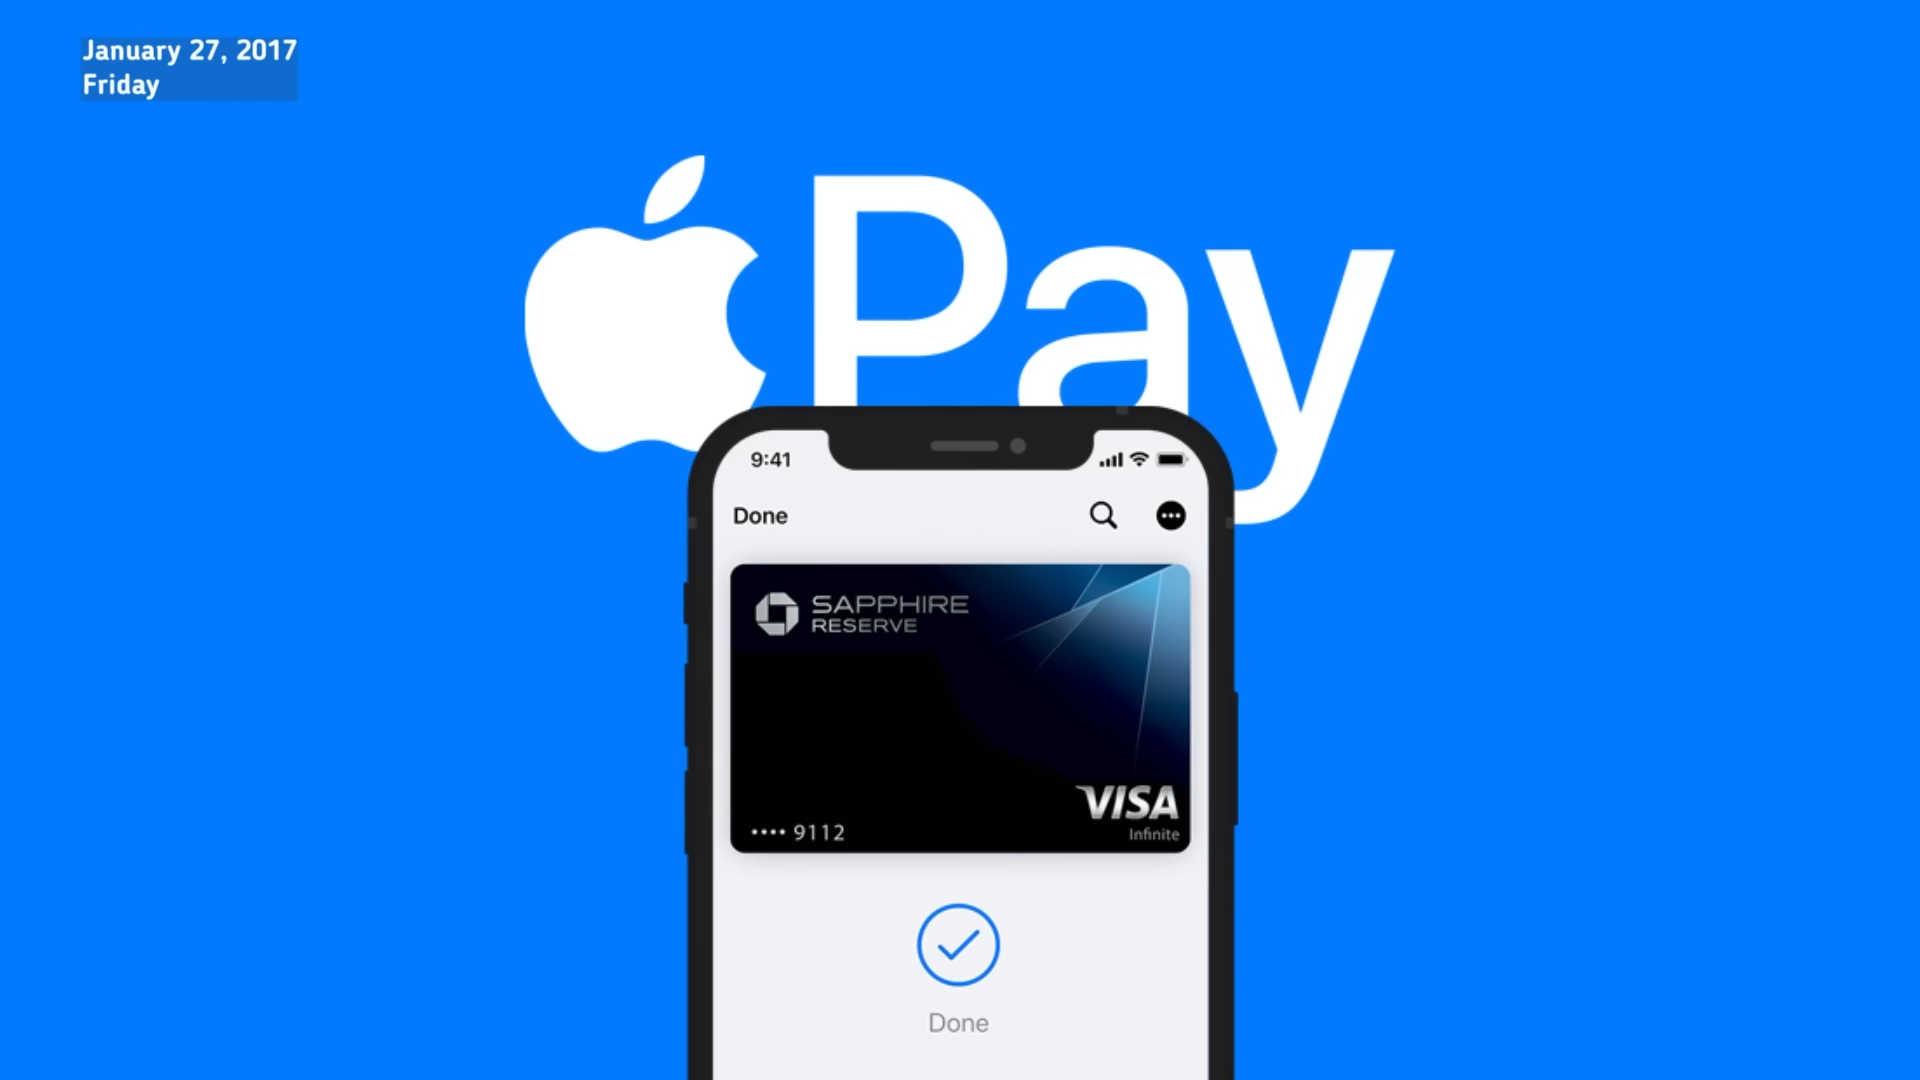 January 27, 2017
Friday
Pay
9:41
Done
SAPPHIRE
RESERVE
VISA
Infinite
•••• 9112
Done